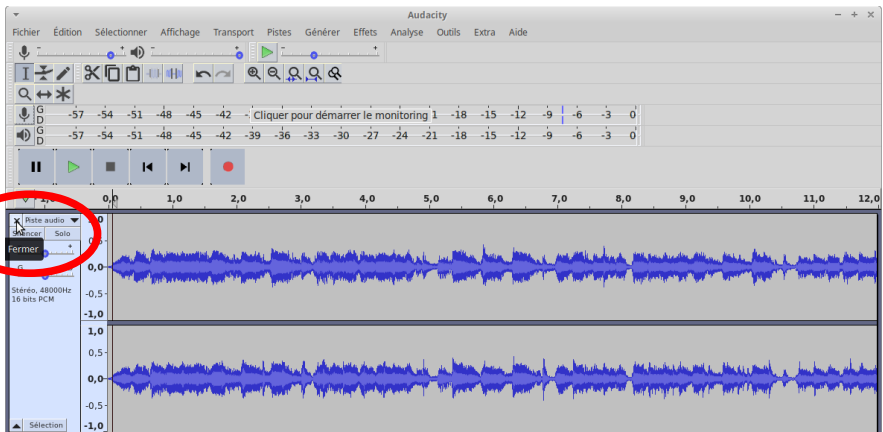 Audacity
Fichier Édition Sélectionner Affichage Transport Pistes Générer Effets Analyse Outils Extra Aide
- +
- +
- +
G
D
-57 -54 -51 -48 -45 -42 - Cliquer pour démarrer le monitoring 1 -18 -15 -12 -9 -6 -3 0
G
D
-57 -54 -51 -48 -45 -42 -39 -36 -33 -30 -27 -24 -21 -18 -15 -12 -9 -6 -3 0
1,0 0,0 1,0 2,0 3,0 4,0 5,0 6,0 7,0 8,0 9,0 10,0 11,0 12,0
Piste audio
Silencer Solo
+
Fermer
G
Stéréo, 48000Hz
16 bits PCM
0,0
-0,5
-1,0
1,0
0,5
0,0
-0,5
-1,0
Sélection